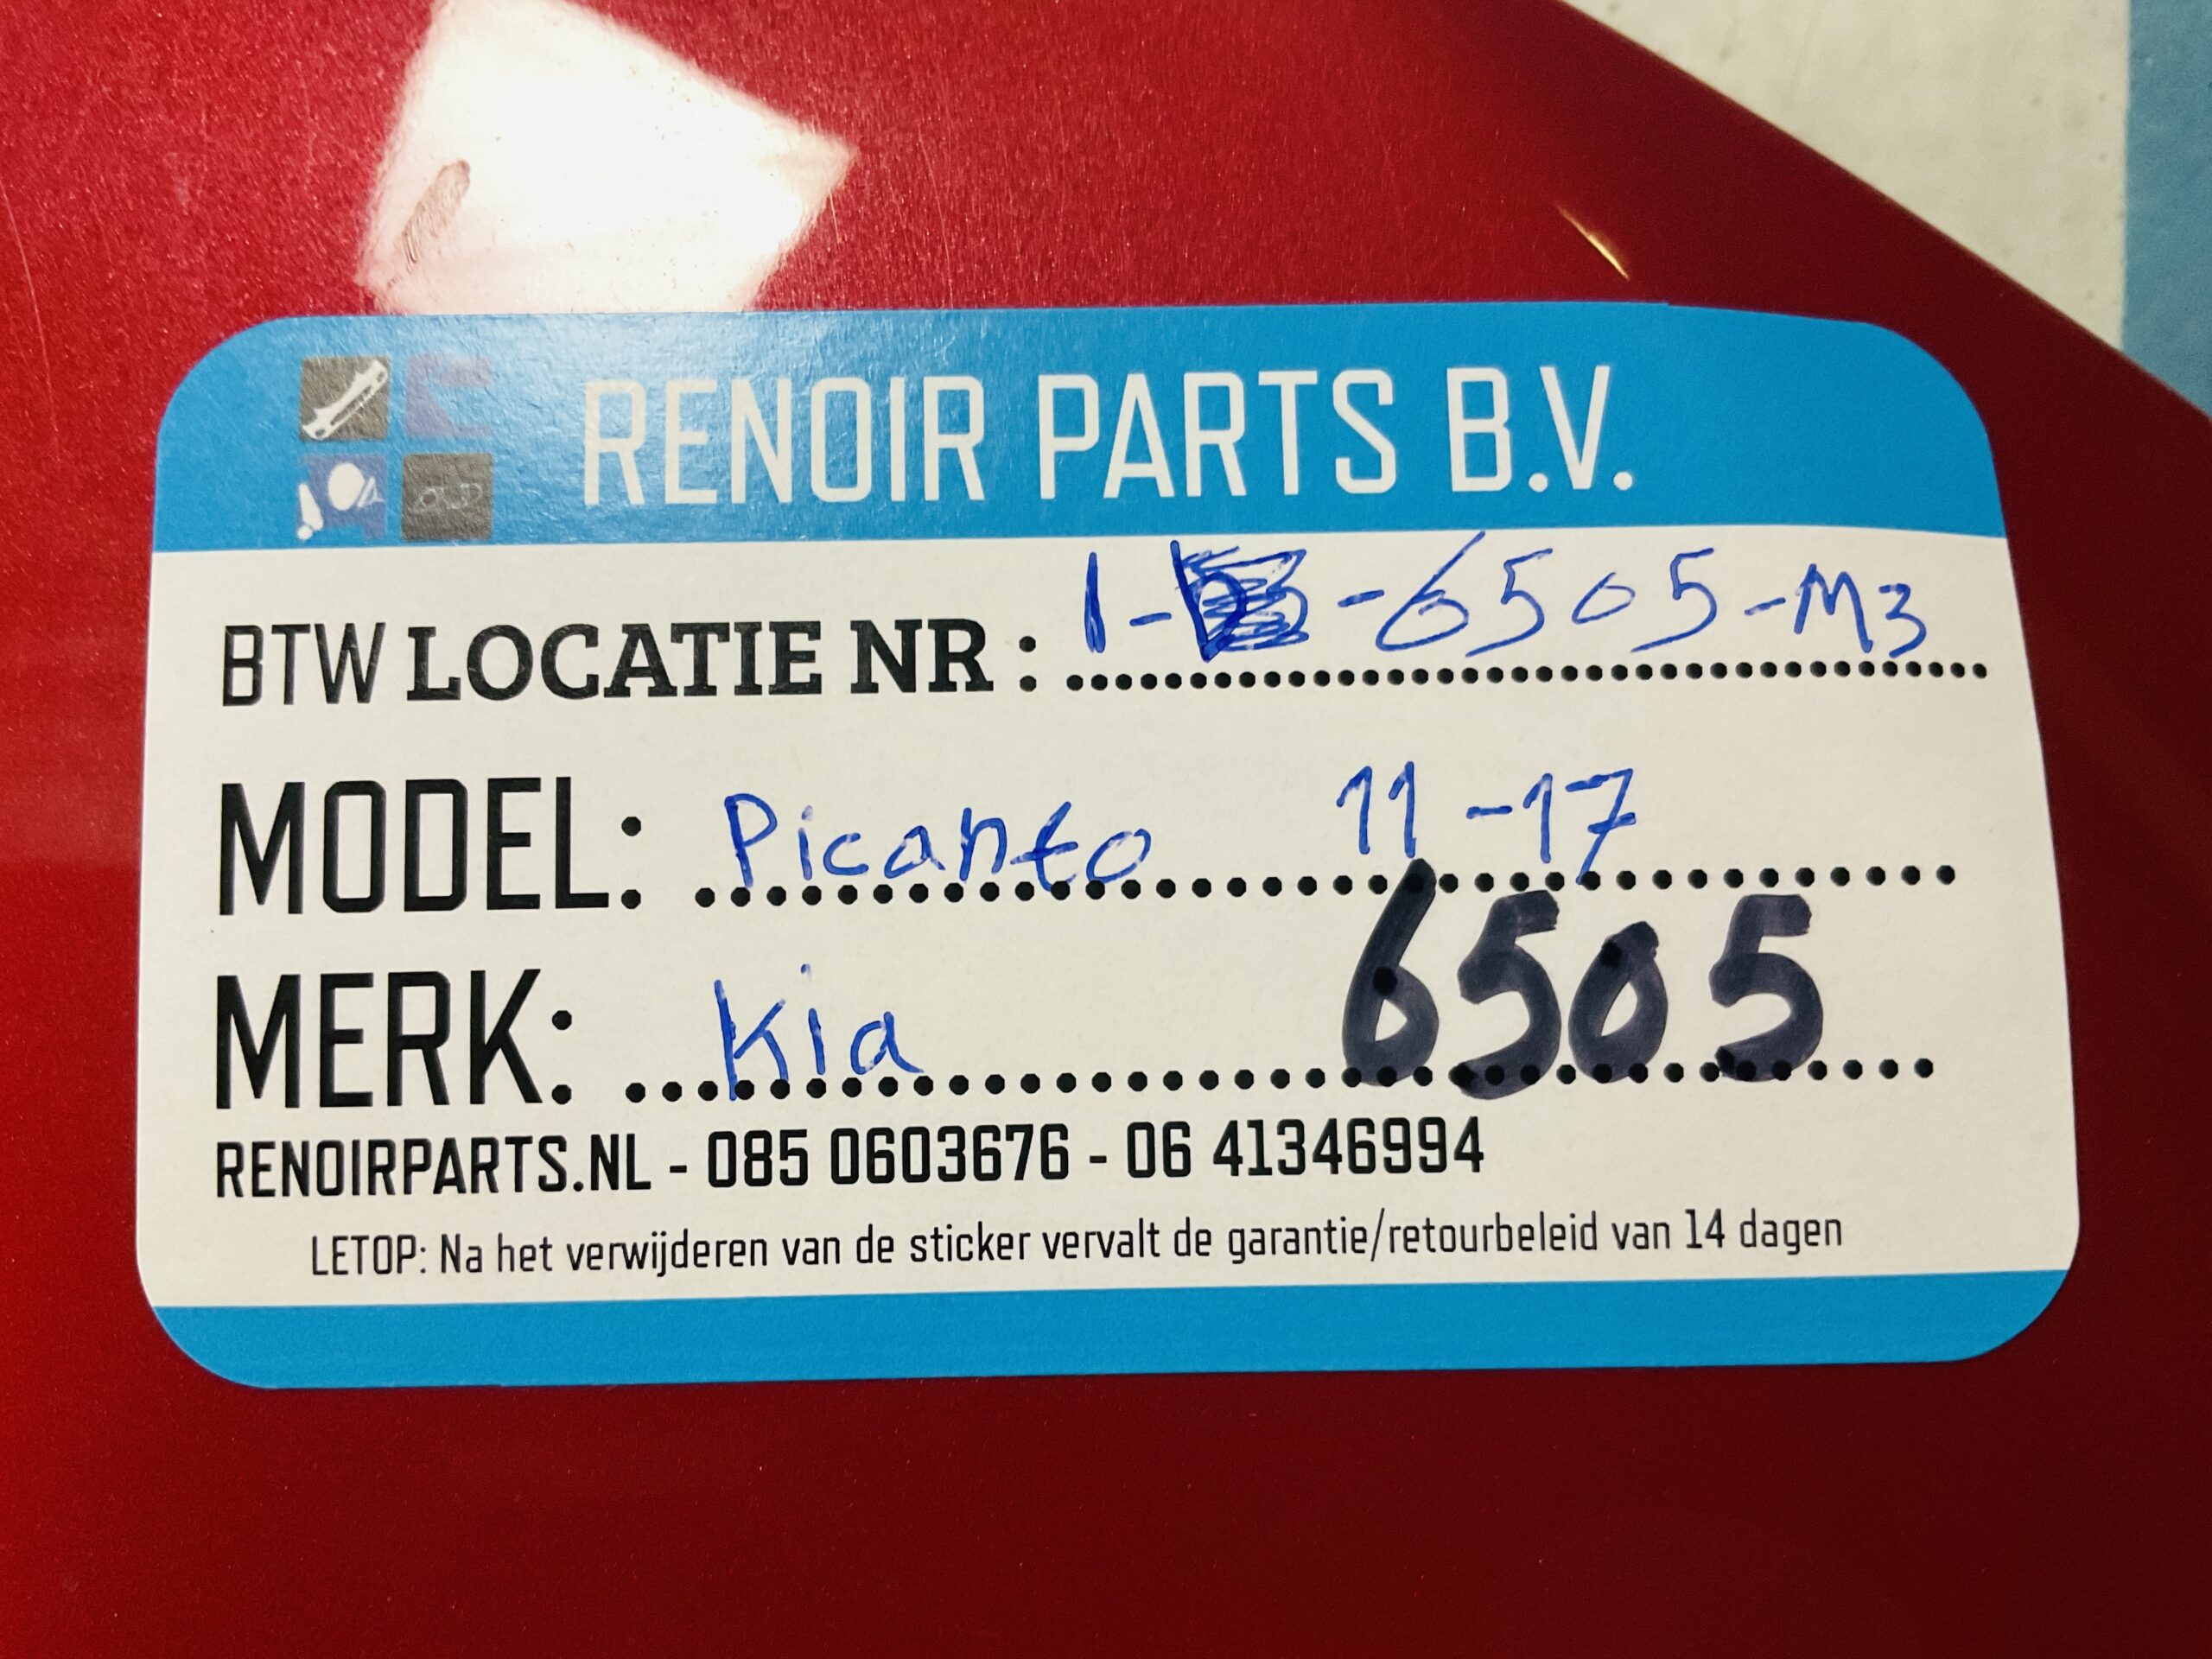 RENOIR PARTS B.V.
BTW LOCATIE NR : 1- -6505-M3
MODEL: Picanto 11-17
MERK: Kia 6505
RENOIRPARTS.NL - 085 0603676 - 06 41346994
LETOP: Na het verwijderen van de sticker vervalt de garantie/retourbeleid van 14 dagen